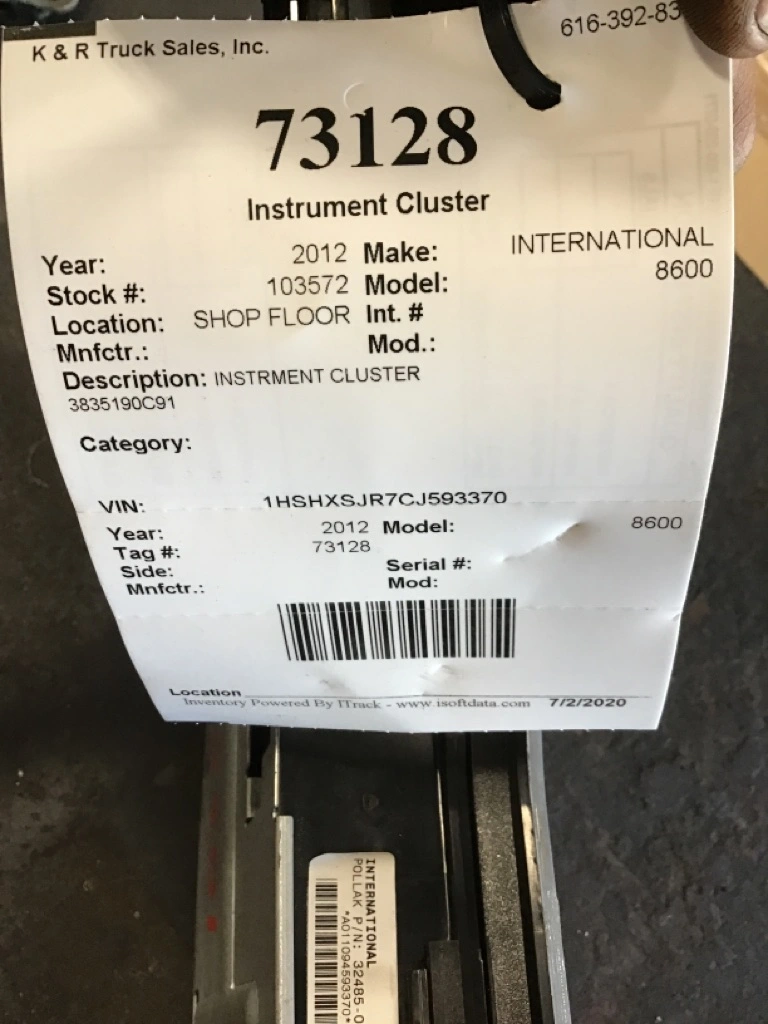 K & R Truck Sales, Inc.
616-392-83
73128
Instrument Cluster
Year: 2012 Make: INTERNATIONAL
Stock #: 103572 Model: 8600
Location: SHOP FLOOR Int. #
Mnfctr.: Mod.:
Description: INSTRMENT CLUSTER
3835190C91
Category:
VIN: 1HSHXSJR7CJ593370
Year: 2012 Model: 8600
Tag #: 73128
Side: Serial #:
Mnfctr.: Mod:
Location
Inventory Powered By ITrack - www.isoftdata.com 7/2/2020
INTERNATIONAL
POLLAK P/N: 32485-0
*A011094593370*